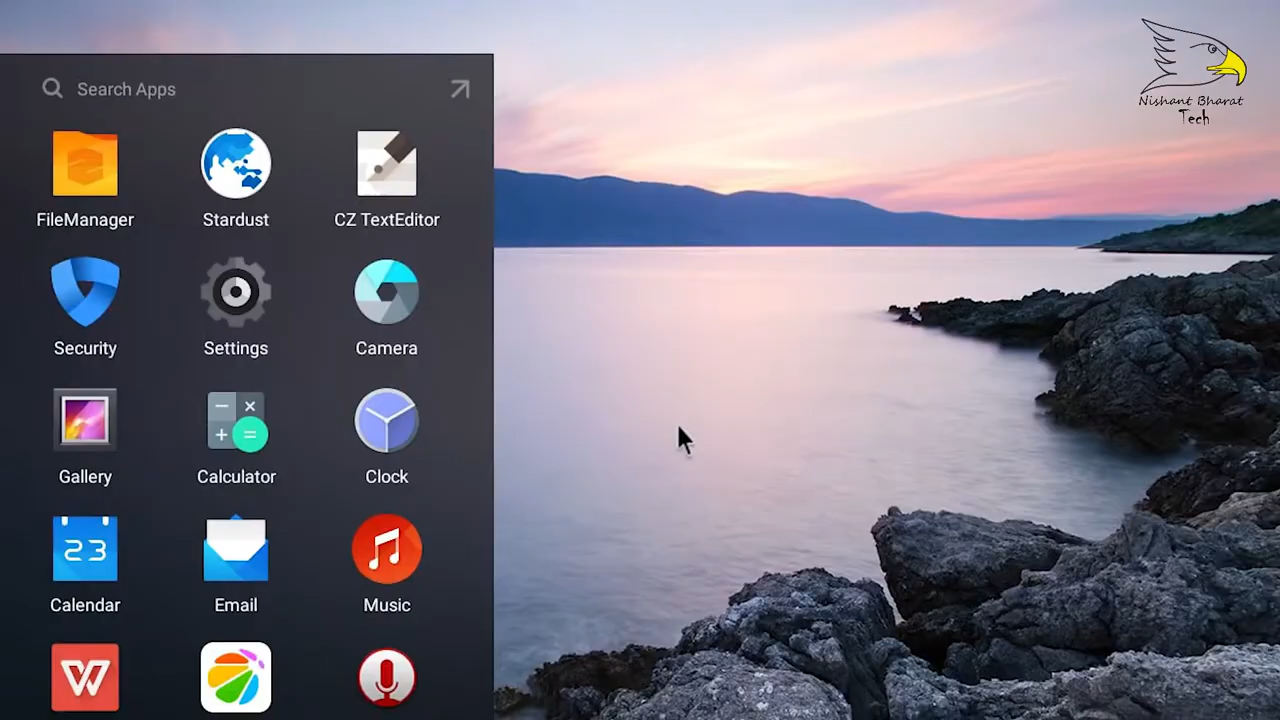 Nishant Bharat
Tech
Search Apps
FileManager
Stardust
CZ TextEditor
Security
Settings
Camera
Gallery
Calculator
Clock
23
Calendar
Email
Music
W